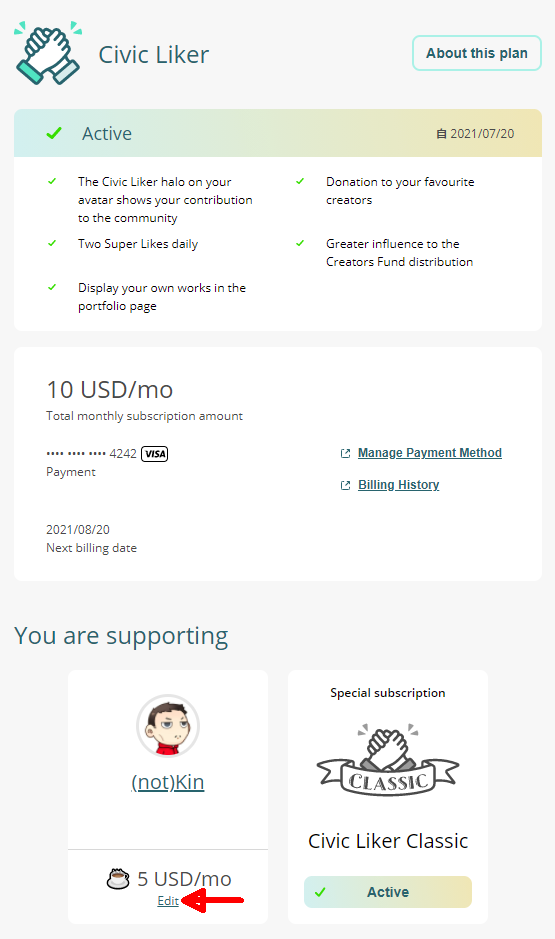 Civic Liker
About this plan
Active
自 2021/07/20
The Civic Liker halo on your
avatar shows your contribution
to the community
Donation to your favourite
creators
Two Super Likes daily
Greater influence to the
Creators Fund distribution
Display your own works in the
portfolio page
10 USD/mo
Total monthly subscription amount
•••• •••• •••• 4242 VISA
Payment
Manage Payment Method
Billing History
2021/08/20
Next billing date
You are supporting
(not)Kin
5 USD/mo
Edit
Special subscription
CLASSIC
Civic Liker Classic
Active